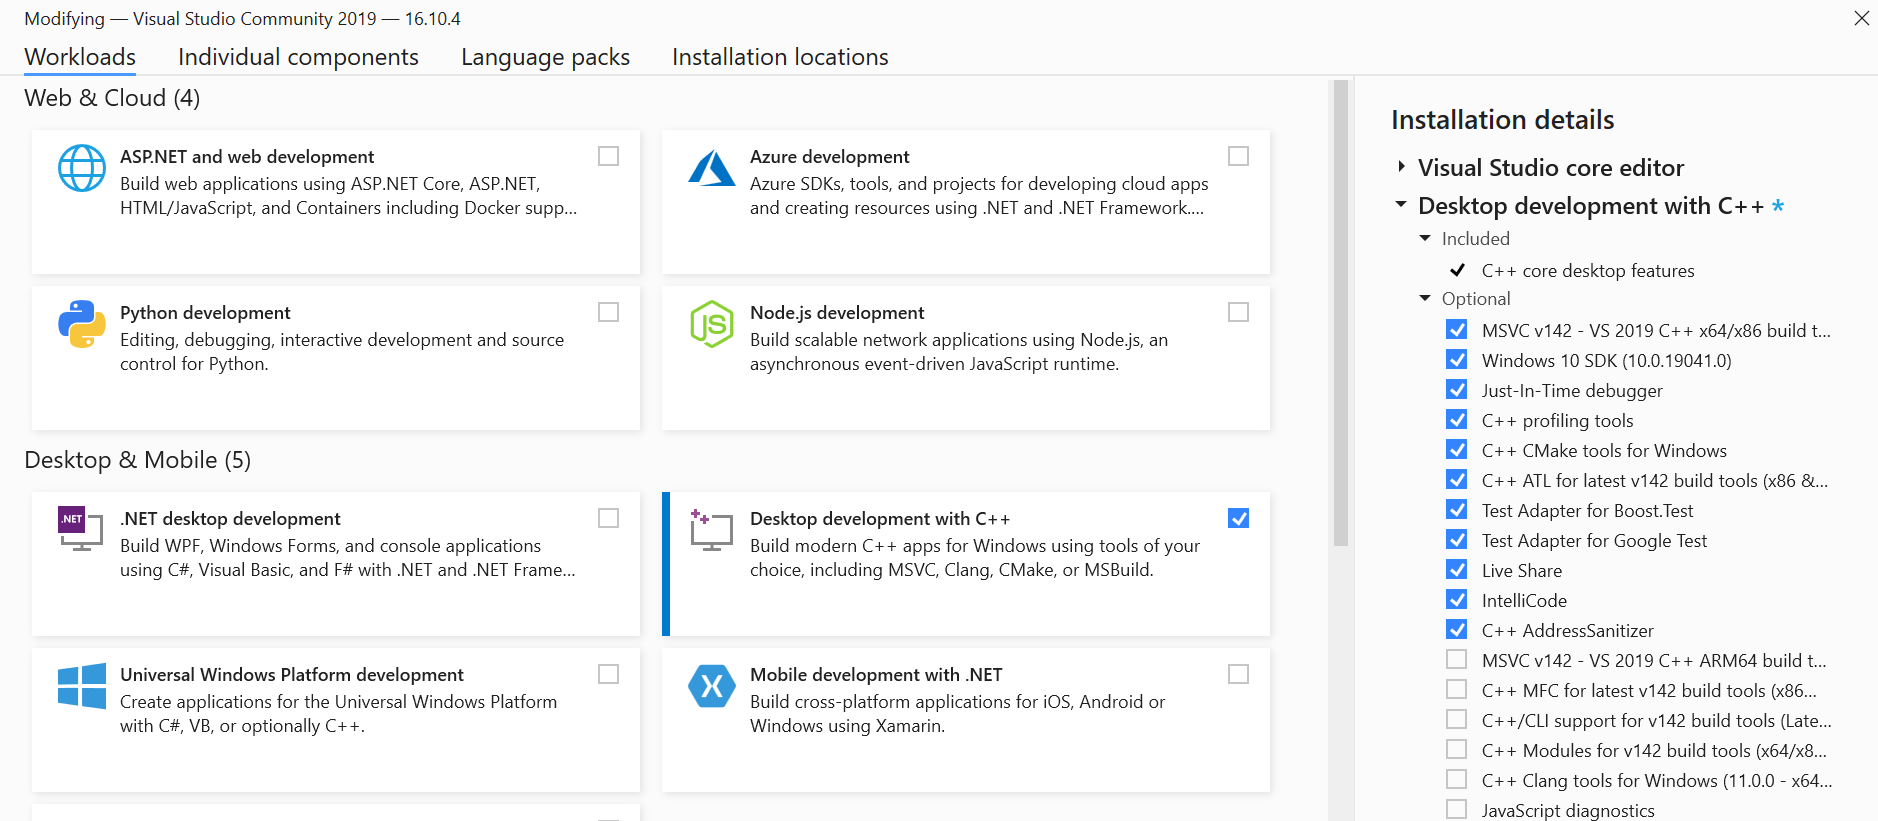 Modifying — Visual Studio Community 2019 — 16.10.4
Workloads
Individual components
Language packs
Installation locations
Web & Cloud (4)
ASP.NET and web development
Build web applications using ASP.NET Core, ASP.NET,
HTML/JavaScript, and Containers including Docker supp...
Azure development
Azure SDKs, tools, and projects for developing cloud apps
and creating resources using .NET and .NET Framework....
Python development
Editing, debugging, interactive development and source
control for Python.
JS
Node.js development
Build scalable network applications using Node.js, an
asynchronous event-driven JavaScript runtime.
Desktop & Mobile (5)
.NET
.NET desktop development
Build WPF, Windows Forms, and console applications
using C#, Visual Basic, and F# with .NET and .NET Frame...
Desktop development with C++
Build modern C++ apps for Windows using tools of your
choice, including MSVC, Clang, CMake, or MSBuild.
Universal Windows Platform development
Create applications for the Universal Windows Platform
with C#, VB, or optionally C++.
Mobile development with .NET
Build cross-platform applications for iOS, Android or
Windows using Xamarin.
Installation details
Visual Studio core editor
Desktop development with C++ *
Included
C++ core desktop features
Optional
MSVC v142 - VS 2019 C++ x64/x86 build t...
Windows 10 SDK (10.0.19041.0)
Just-In-Time debugger
C++ profiling tools
C++ CMake tools for Windows
C++ ATL for latest v142 build tools (x86 &...
Test Adapter for Boost.Test
Test Adapter for Google Test
Live Share
IntelliCode
C++ AddressSanitizer
MSVC v142 - VS 2019 C++ ARM64 build t...
C++ MFC for latest v142 build tools (x86...
C++/CLI support for v142 build tools (Late...
C++ Modules for v142 build tools (x64/x8...
C++ Clang tools for Windows (11.0.0 - x64...
JavaScript diagnostics